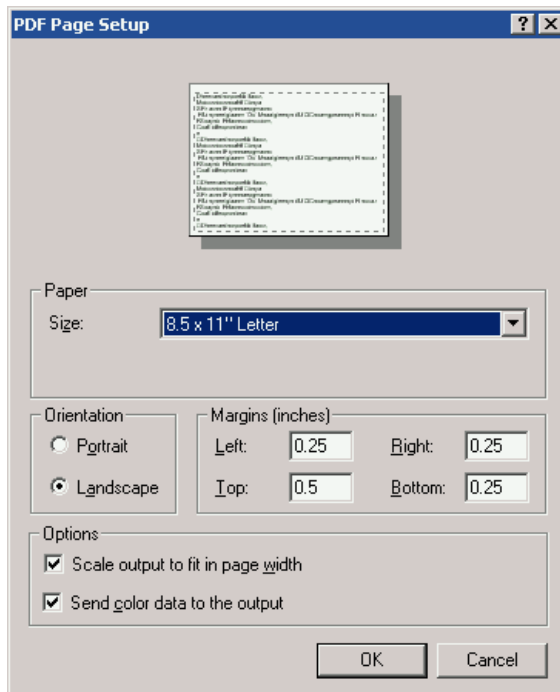 PDF Page Setup
Paper
Size: 8.5 x 11" Letter
Orientation
Portrait
Landscape
Margins (inches)
Left: 0.25 Right: 0.25
Top: 0.5 Bottom: 0.25
Options
Scale output to fit in page width
Send color data to the output
OK Cancel